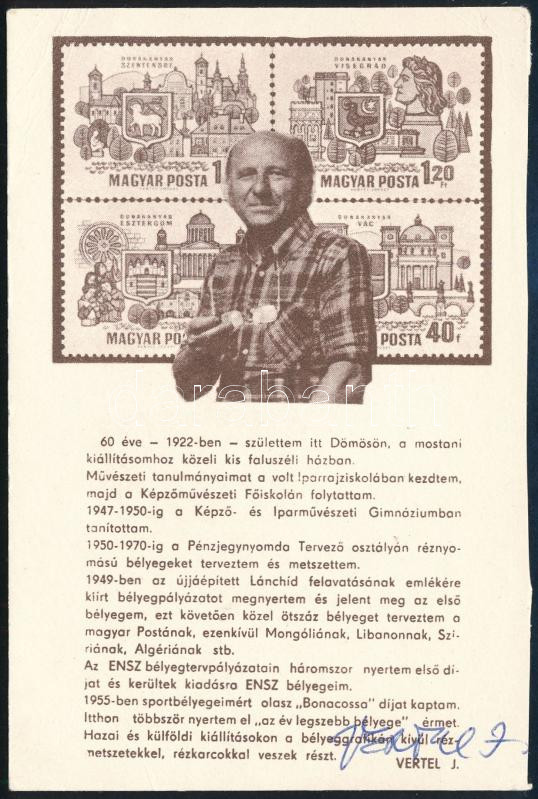 DUNAKANYAR
SZENTENDRE
DUNAKANYAR
VISEGRÁD
MAGYAR POSTA 1
MAGYAR POSTA 1.20 Ft
DUNAKANYAR
ESZTERGOM
DUNAKANYAR
VÁC
MAGYAR
POSTA 40 f
darabanth
60 éve – 1922-ben – születtem itt Dömösön, a mostani
kiállításomhoz közeli kis faluszéli házban.
Művészeti tanulmányaimat a volt Iparrajziskolában kezdtem,
majd a Képzőművészeti Főiskolán folytattam.
1947-1950-ig a Képző- és Iparművészeti Gimnáziumban
tanítottam.
1950-1970-ig a Pénzjegynyomda Tervező osztályán réznyo-
mású bélyegeket terveztem és metszettem.
1949-ben az újjáépített Lánchíd felavatásának emlékére
kiírt bélyegpályázatot megnyertem és jelent meg az első
bélyegem, ezt követően közel ötszáz bélyeget terveztem a
magyar Postának, ezenkívül Mongóliának, Libanonnak, Szí-
riának, Algériának stb.
Az ENSZ bélyegtervpályázatain háromszor nyertem első dí-
jat és kerültek kiadásra ENSZ bélyegeim.
1955-ben sportbélyegeimért olasz „Bonacossa" díjat kaptam.
Itthon többször nyertem el „az év legszebb bélyege" érmet.
Hazai és külföldi kiállításokon a bélyeggrafikán kívül réz-
metszetekkel, rézkarcokkal veszek részt.
VERTEL J.
Vertel J.